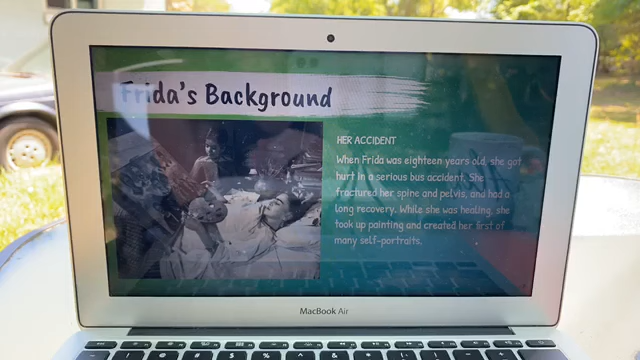 Frida's Background
HER ACCIDENT
When Frida was eighteen years old, she got
hurt in a serious bus accident. She
fractured her spine and pelvis, and had a
long recovery. While she was healing, she
took up painting and created her first of
many self-portraits.
MacBook Air